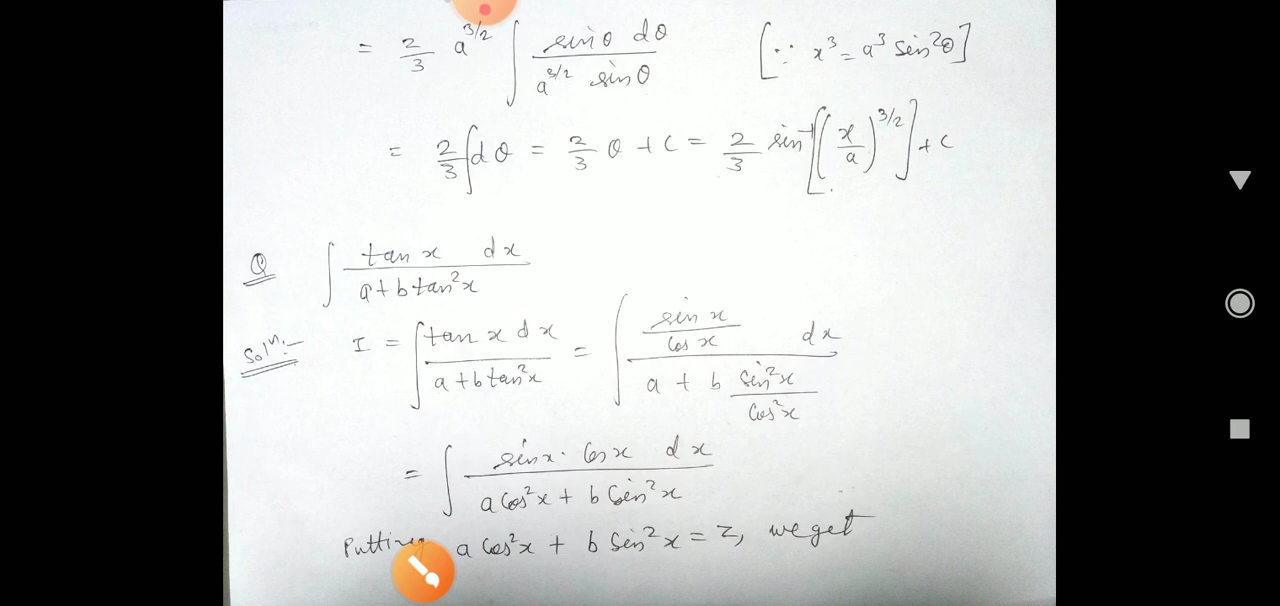 = 2/3 a^{3/2} ∫ sinθ dθ / a^{3/2} sinθ [∵ x³ = a³ sin²θ]
= 2/3 ∫dθ = 2/3 θ + c = 2/3 sin⁻¹[(x/a)^{3/2}] + c
Q ∫ tan x dx / a + b tan²x
Solⁿ:- I = ∫ tan x dx / a + b tan²x = ∫ (sin x / cos x) dx / a + b (sin²x / cos²x)
= ∫ sin x · cos x dx / a cos²x + b sin²x
Putting a cos²x + b sin²x = z, we get